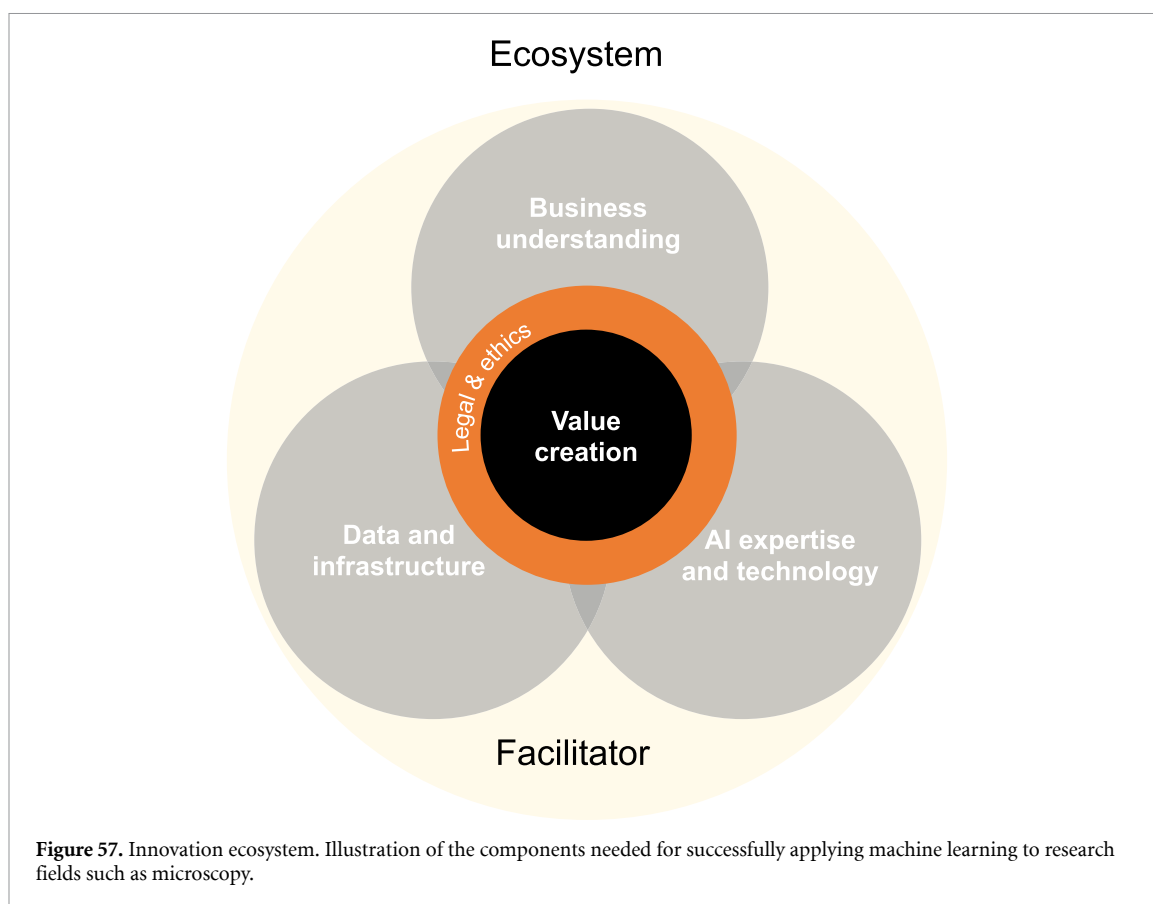 Ecosystem
Business
understanding
Legal & ethics
Value
creation
Data and
infrastructure
AI expertise
and technology
Facilitator
Figure 57. Innovation ecosystem. Illustration of the components needed for successfully applying machine learning to research
fields such as microscopy.